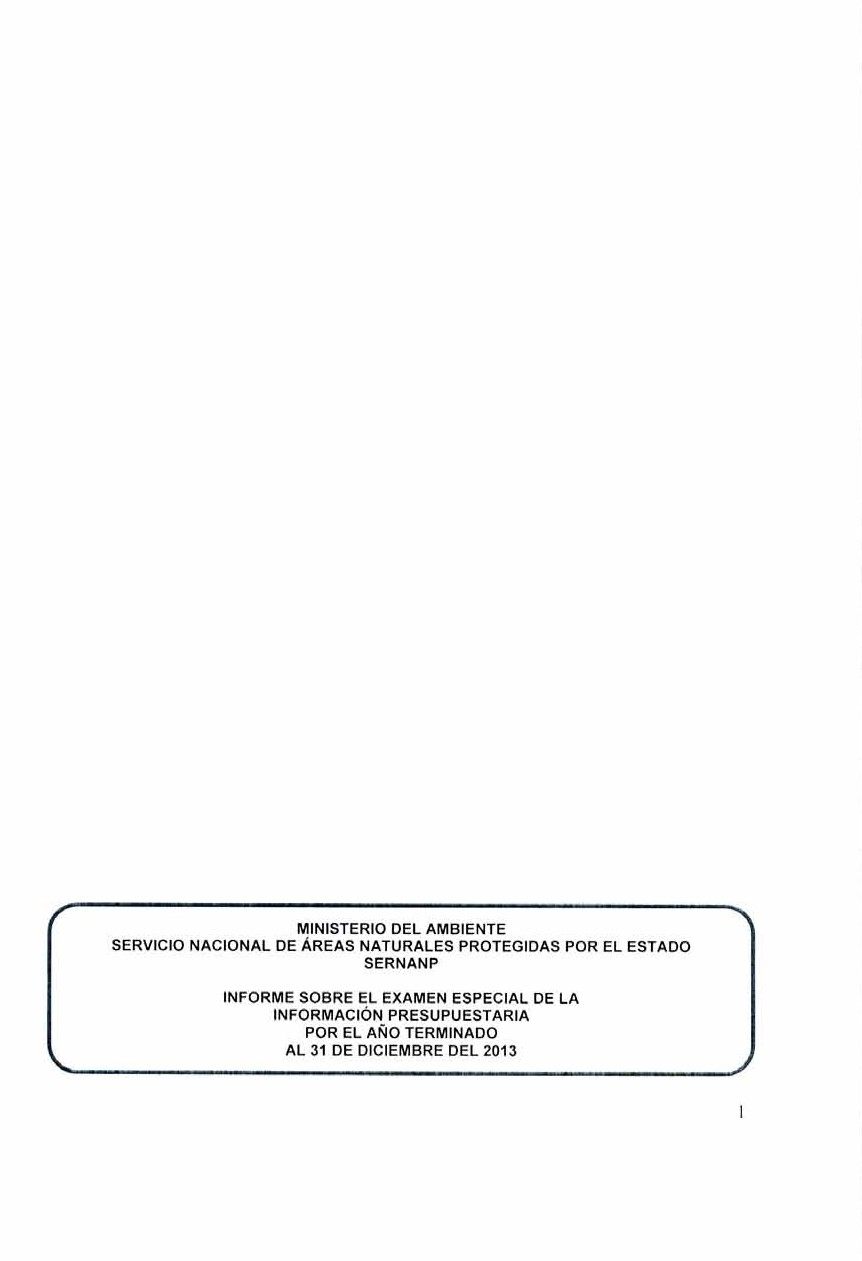 MINISTERIO DEL AMBIENTE
SERVICIO NACIONAL DE ÁREAS NATURALES PROTEGIDAS POR EL ESTADO
SERNANP
INFORME SOBRE EL EXAMEN ESPECIAL DE LA
INFORMACIÓN PRESUPUESTARIA
POR EL AÑO TERMINADO
AL 31 DE DICIEMBRE DEL 2013
1